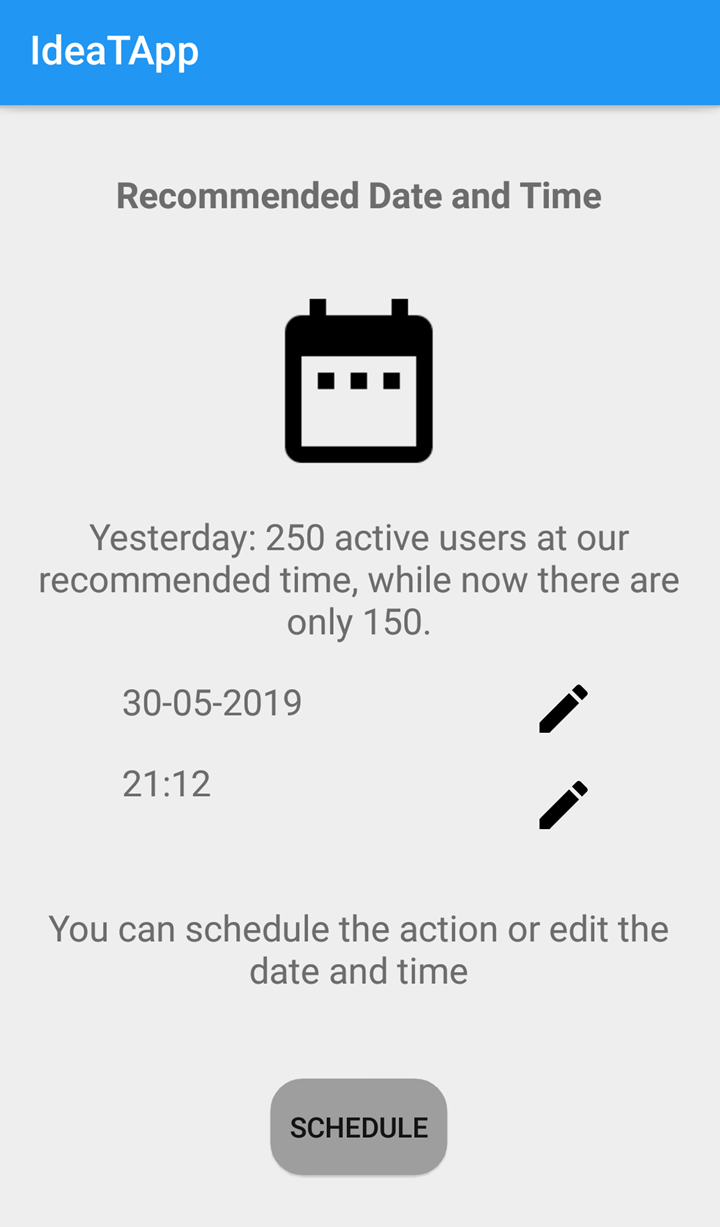 IdeaTApp
Recommended Date and Time
Yesterday: 250 active users at our
recommended time, while now there are
only 150.
30-05-2019
21:12
You can schedule the action or edit the
date and time
SCHEDULE